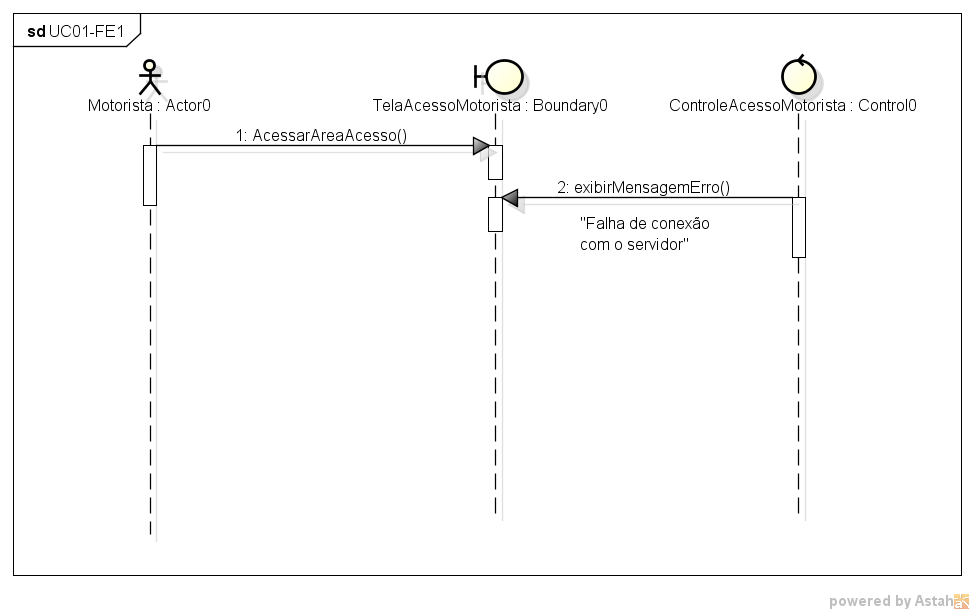 sd UC01-FE1
Motorista : Actor0
TelaAcessoMotorista : Boundary0
ControleAcessoMotorista : Control0
1: AcessarAreaAcesso()
2: exibirMensagemErro()
"Falha de conexão
com o servidor"
powered by Astah